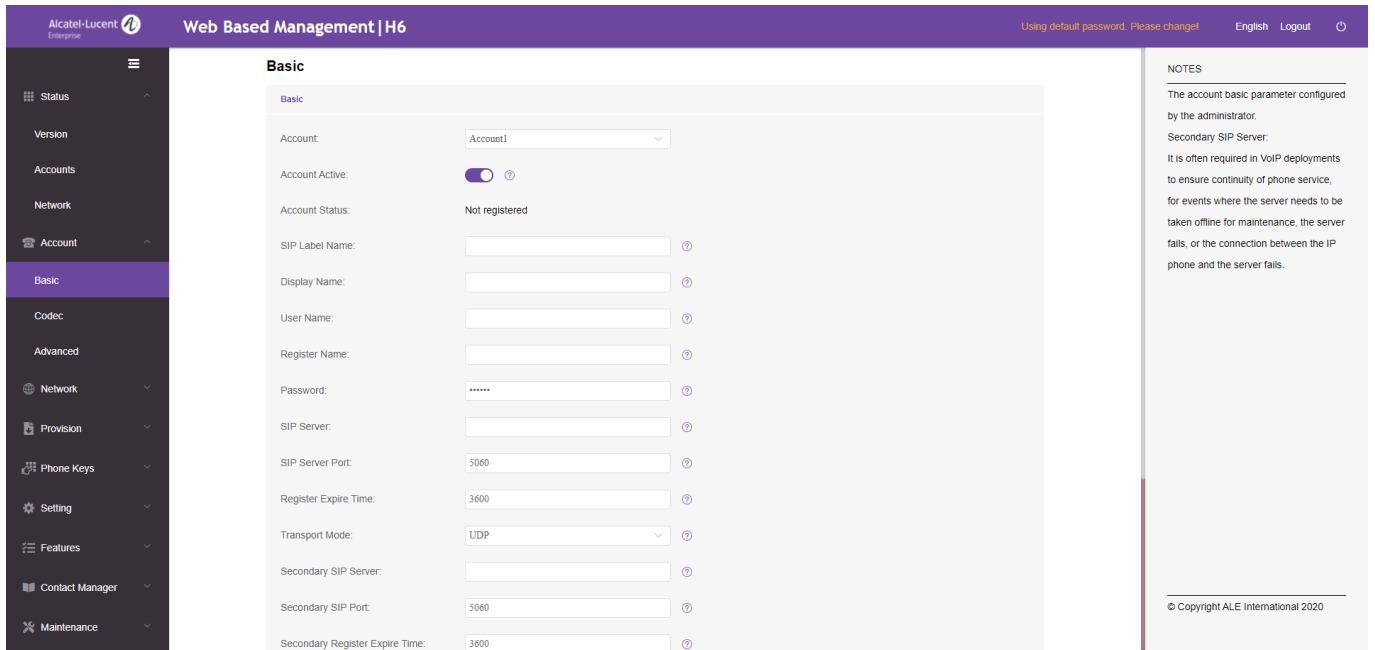 Alcatel·Lucent
Enterprise
Web Based Management|H6
Using default password. Please change!
English
Logout
Status
Version
Accounts
Network
Account
Basic
Codec
Advanced
Network
Provision
Phone Keys
Setting
Features
Contact Manager
Maintenance
Basic
Basic
Account:
Account1
Account Active:
Account Status:
Not registered
SIP Label Name:
Display Name:
User Name:
Register Name:
Password:
••••••
SIP Server:
SIP Server Port:
5060
Register Expire Time:
3600
Transport Mode:
UDP
Secondary SIP Server:
Secondary SIP Port:
5060
Secondary Register Expire Time:
3600
NOTES
The account basic parameter configured
by the administrator.
Secondary SIP Server:
It is often required in VoIP deployments
to ensure continuity of phone service,
for events where the server needs to be
taken offline for maintenance, the server
fails, or the connection between the IP
phone and the server fails.
© Copyright ALE International 2020